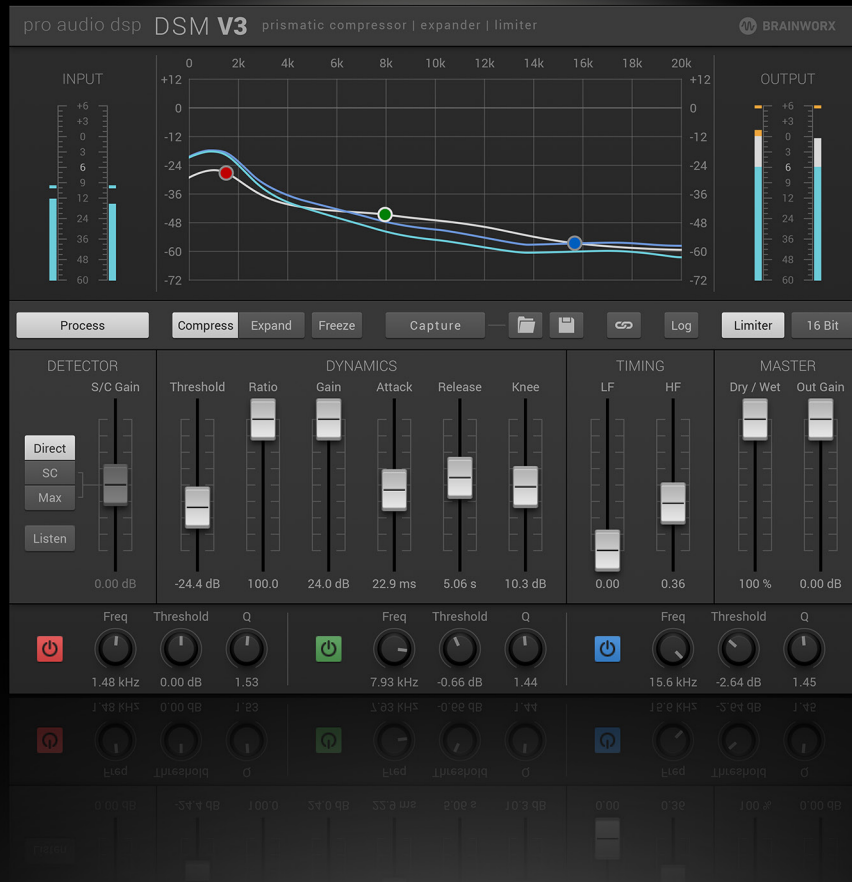 pro audio dsp DSM V3 prismatic compressor | expander | limiter BRAINWORX
INPUT
OUTPUT
0 2k 4k 6k 8k 10k 12k 14k 16k 18k 20k
+12 0 -12 -24 -36 -48 -60 -72
+12 0 -12 -24 -36 -48 -60 -72
+6 +3 0 3 6 9 12 24 36 48 60
+6 +3 0 3 6 9 12 24 36 48 60
Process Compress Expand Freeze Capture Log Limiter 16 Bit
DETECTOR DYNAMICS TIMING MASTER
S/C Gain Threshold Ratio Gain Attack Release Knee LF HF Dry / Wet Out Gain
Direct
SC
Max
Listen
0.00 dB -24.4 dB 100.0 24.0 dB 22.9 ms 5.06 s 10.3 dB 0.00 0.36 100 % 0.00 dB
Freq Threshold Q Freq Threshold Q Freq Threshold Q
1.48 kHz 0.00 dB 1.53 7.93 kHz -0.66 dB 1.44 15.6 kHz -2.64 dB 1.45